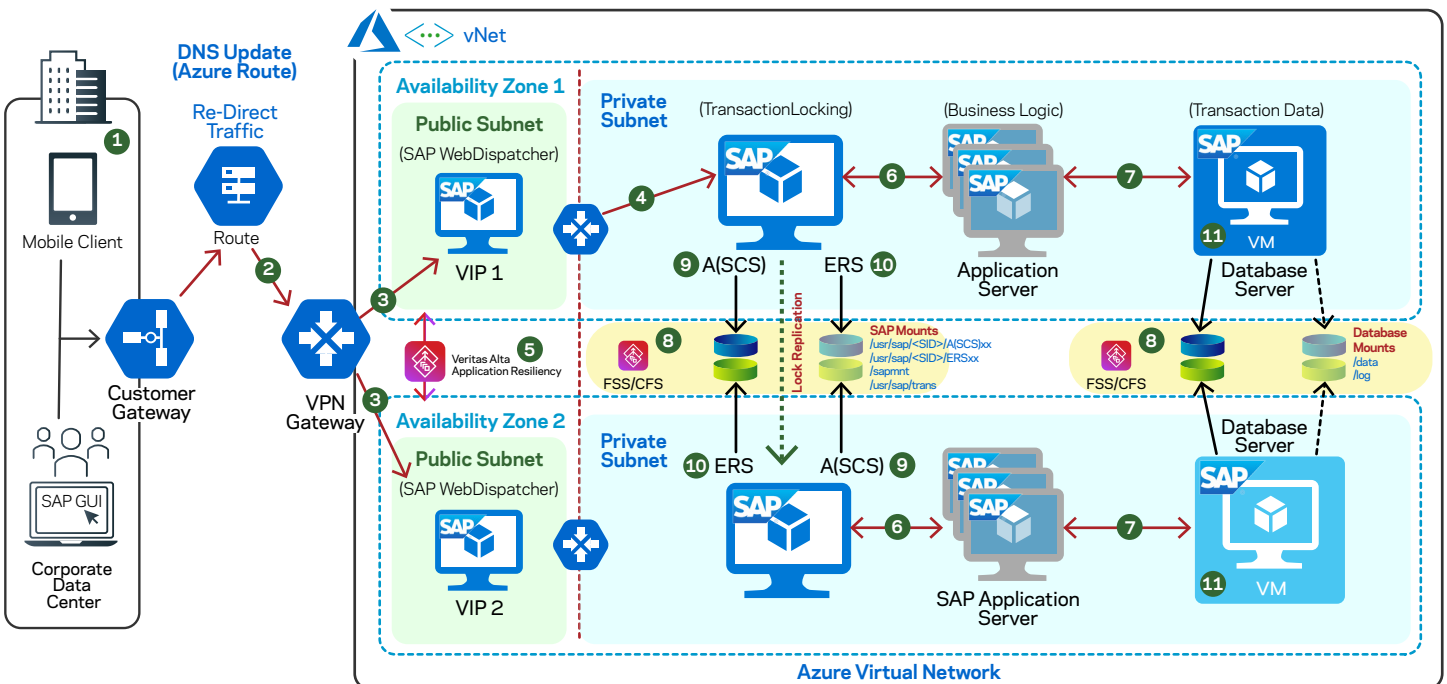 vNet
DNS Update
(Azure Route)
Re-Direct
Traffic
Route
1
Mobile Client
2
Customer
Gateway
VPN
Gateway
3
3
SAP GUI
Corporate
Data
Center
Availability Zone 1
Public Subnet
(SAP WebDispatcher)
SAP
VIP 1
Private
Subnet
4
(TransactionLocking)
SAP
6
(Business Logic)
SAP
SAP
SAP
Application
Server
7
(Transaction Data)
SAP
11
VM
Database
Server
9 A(SCS)
ERS 10
5
Veritas Alta
Application Resiliency
8
FSS/CFS
Lock Replication
SAP Mounts
/usr/sap/<SID>/A(SCS)xx
/usr/sap/<SID>/ERSxx
/sapmnt
/usr/sap/trans
8
FSS/CFS
Database
Mounts
/data
/log
Availability Zone 2
Public Subnet
(SAP WebDispatcher)
SAP
VIP 2
Private
Subnet
10 ERS
A(SCS) 9
SAP
6
SAP
SAP
SAP
SAP Application
Server
7
Database
Server
SAP
11
VM
Azure Virtual Network